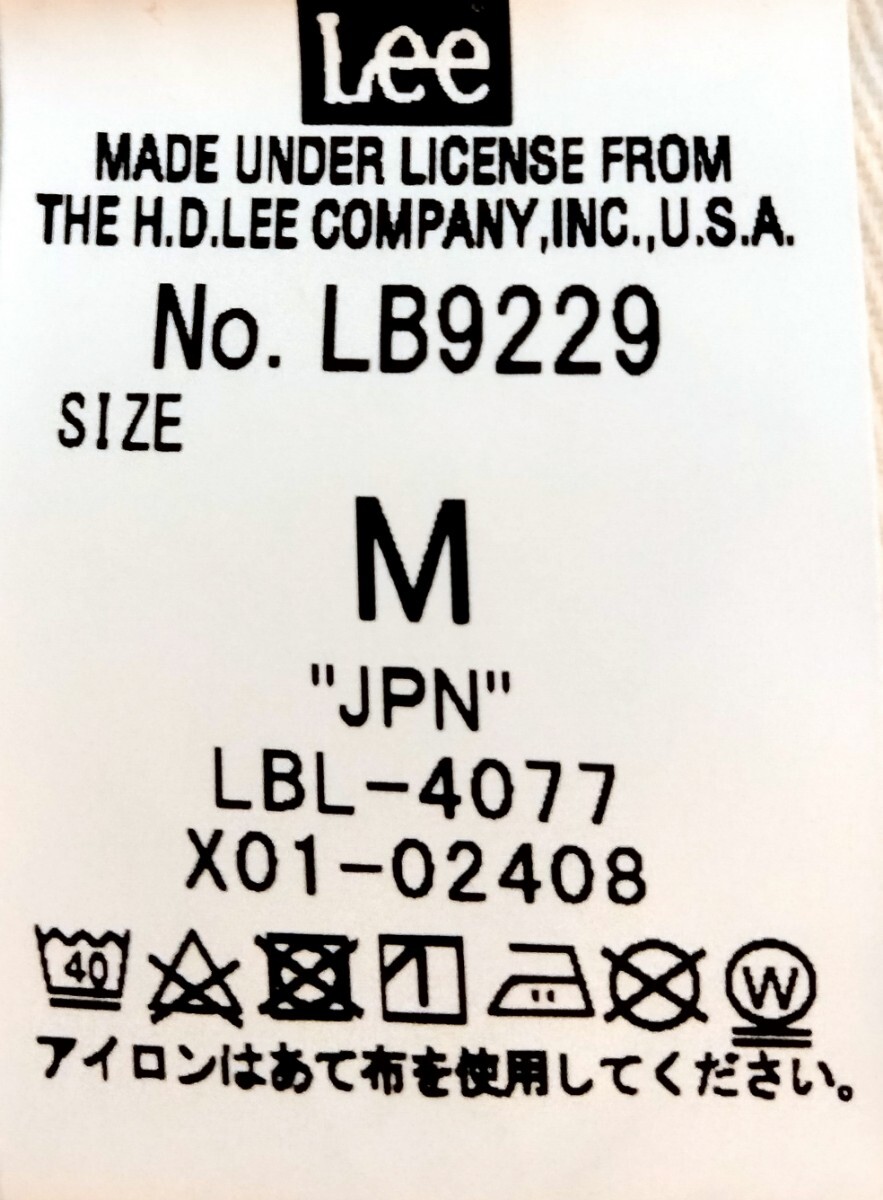 Lee
MADE UNDER LICENSE FROM
THE H.D.LEE COMPANY,INC.,U.S.A.
No. LB9229
SIZE
M
"JPN"
LBL-4077
X01-02408
40 W
アイロンはあて布を使用してください。